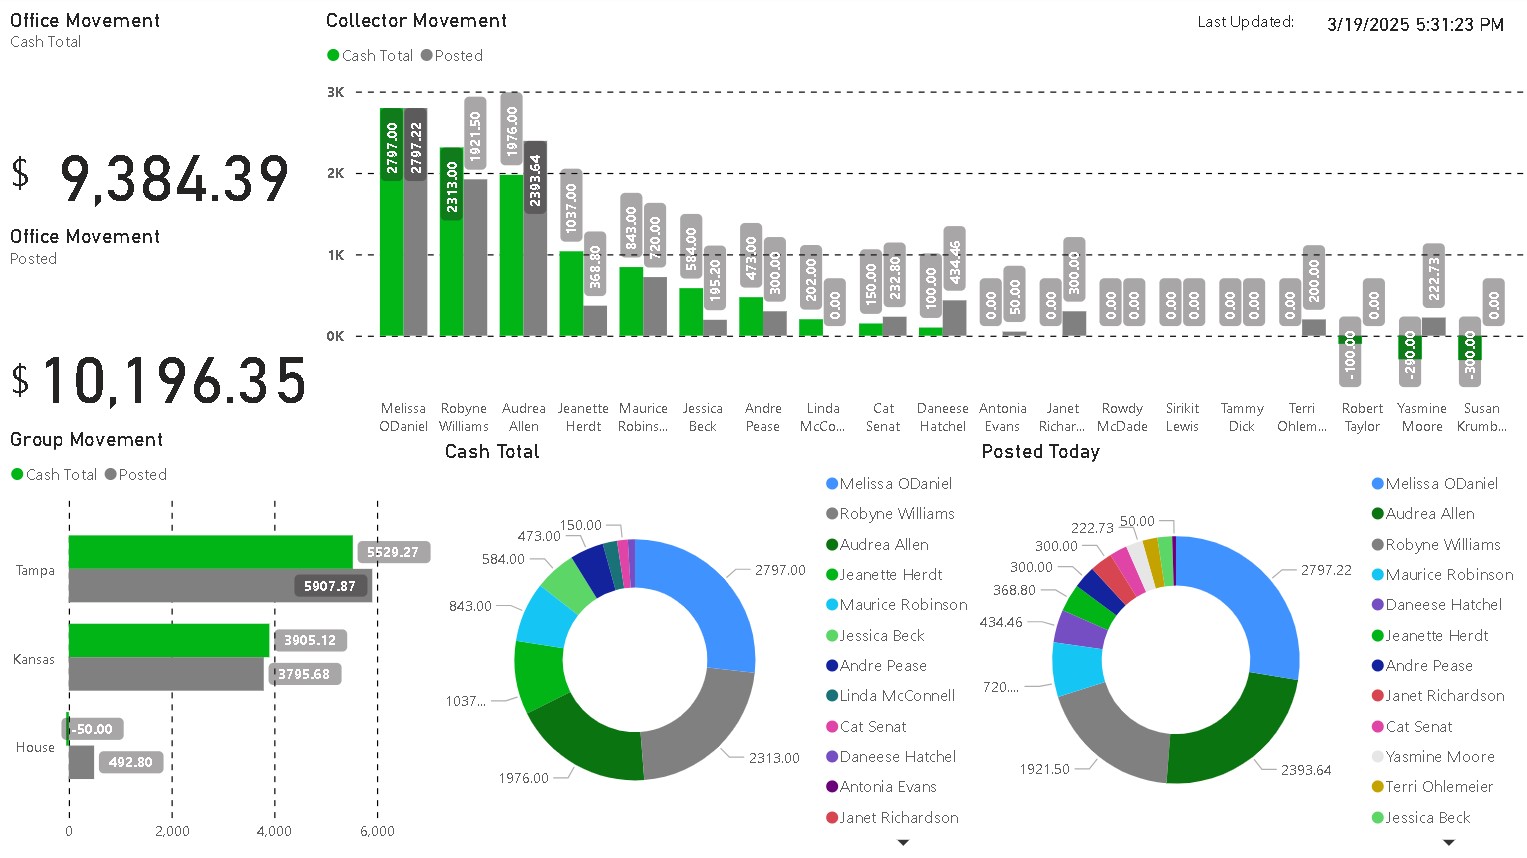 Office Movement
Cash Total
$ 9,384.39
Office Movement
Posted
$ 10,196.35
Collector Movement
Last Updated: 3/19/2025 5:31:23 PM
Cash Total Posted
3K
2K
1K
0K
2797.00 2797.22
2313.00 1921.50
1976.00 2393.64
1037.00 368.80
843.00 720.00
584.00 195.20
473.00 300.00
202.00 0.00
150.00 232.80
100.00 434.46
0.00 50.00
0.00 300.00
0.00 0.00
0.00 0.00
0.00 0.00
0.00 200.00
-100.00 0.00
-290.00 222.73
-300.00 0.00
Melissa ODaniel
Robyne Williams
Audrea Allen
Jeanette Herdt
Maurice Robins...
Jessica Beck
Andre Pease
Linda McCo...
Cat Senat
Daneese Hatchel
Antonia Evans
Janet Richar...
Rowdy McDade
Sirikit Lewis
Tammy Dick
Terri Ohlem...
Robert Taylor
Yasmine Moore
Susan Krumb...
Group Movement
Cash Total Posted
Tampa
5529.27
5907.87
Kansas
3905.12
3795.68
House
-50.00
492.80
0 2,000 4,000 6,000
Cash Total
2797.00
2313.00
1976.00
1037...
843.00
584.00
473.00
150.00
Melissa ODaniel
Robyne Williams
Audrea Allen
Jeanette Herdt
Maurice Robinson
Jessica Beck
Andre Pease
Linda McConnell
Cat Senat
Daneese Hatchel
Antonia Evans
Janet Richardson
Posted Today
2797.22
2393.64
1921.50
720....
434.46
368.80
300.00
300.00
222.73
50.00
Melissa ODaniel
Audrea Allen
Robyne Williams
Maurice Robinson
Daneese Hatchel
Jeanette Herdt
Andre Pease
Janet Richardson
Cat Senat
Yasmine Moore
Terri Ohlemeier
Jessica Beck